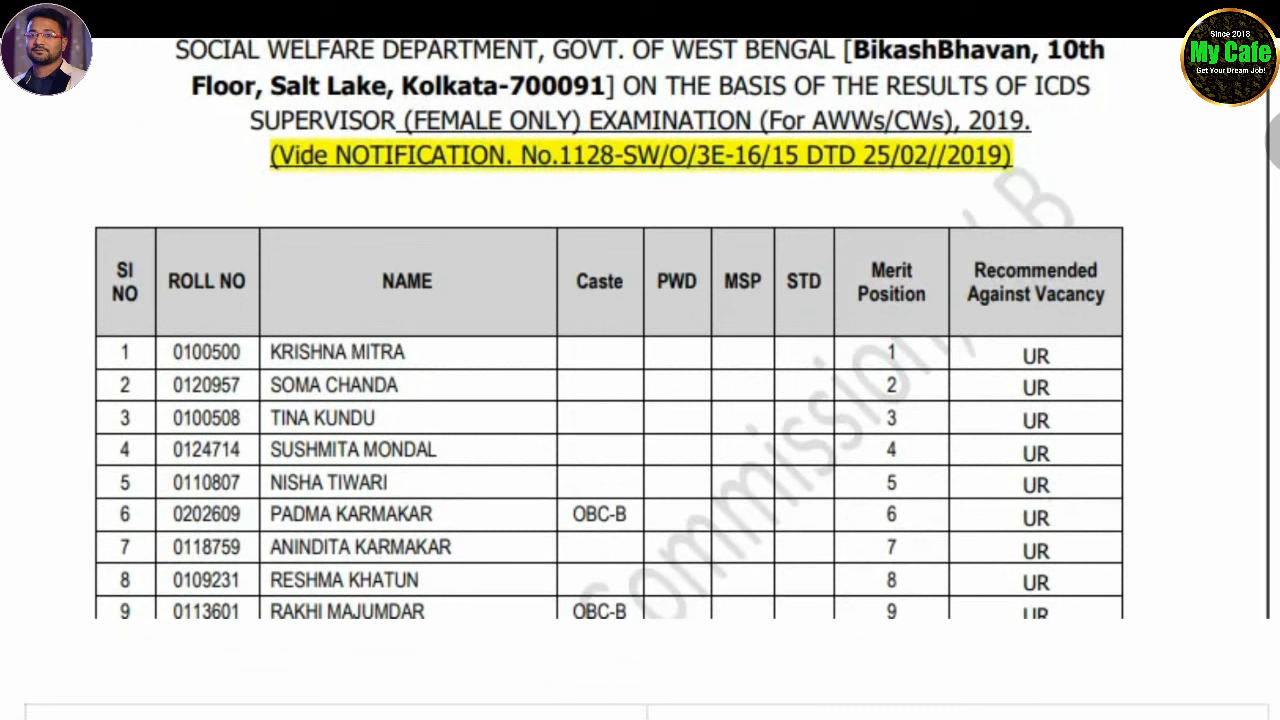 Since 2018
My Cafe
Get Your Dream Job!
SOCIAL WELFARE DEPARTMENT, GOVT. OF WEST BENGAL [BikashBhavan, 10th
Floor, Salt Lake, Kolkata-700091] ON THE BASIS OF THE RESULTS OF ICDS
SUPERVISOR (FEMALE ONLY) EXAMINATION (For AWWs/CWs), 2019.
(Vide NOTIFICATION. No.1128-SW/O/3E-16/15 DTD 25/02//2019)
SI NO ROLL NO NAME Caste PWD MSP STD Merit Position Recommended Against Vacancy
1 0100500 KRISHNA MITRA 1 UR
2 0120957 SOMA CHANDA 2 UR
3 0100508 TINA KUNDU 3 UR
4 0124714 SUSHMITA MONDAL 4 UR
5 0110807 NISHA TIWARI 5 UR
6 0202609 PADMA KARMAKAR OBC-B 6 UR
7 0118759 ANINDITA KARMAKAR 7 UR
8 0109231 RESHMA KHATUN 8 UR
9 0113601 RAKHI MAJUMDAR OBC-B 9 UR
Commission, W B